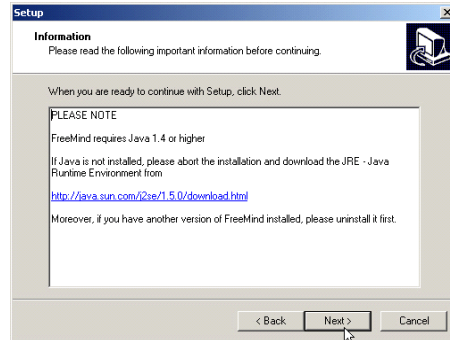 Setup
Information
Please read the following important information before continuing.
When you are ready to continue with Setup, click Next.
PLEASE NOTE
FreeMind requires Java 1.4 or higher
If Java is not installed, please abort the installation and download the JRE - Java
Runtime Environment from
http://java.sun.com/j2se/1.5.0/download.html
Moreover, if you have another version of FreeMind installed, please uninstall it first.
< Back
Next >
Cancel